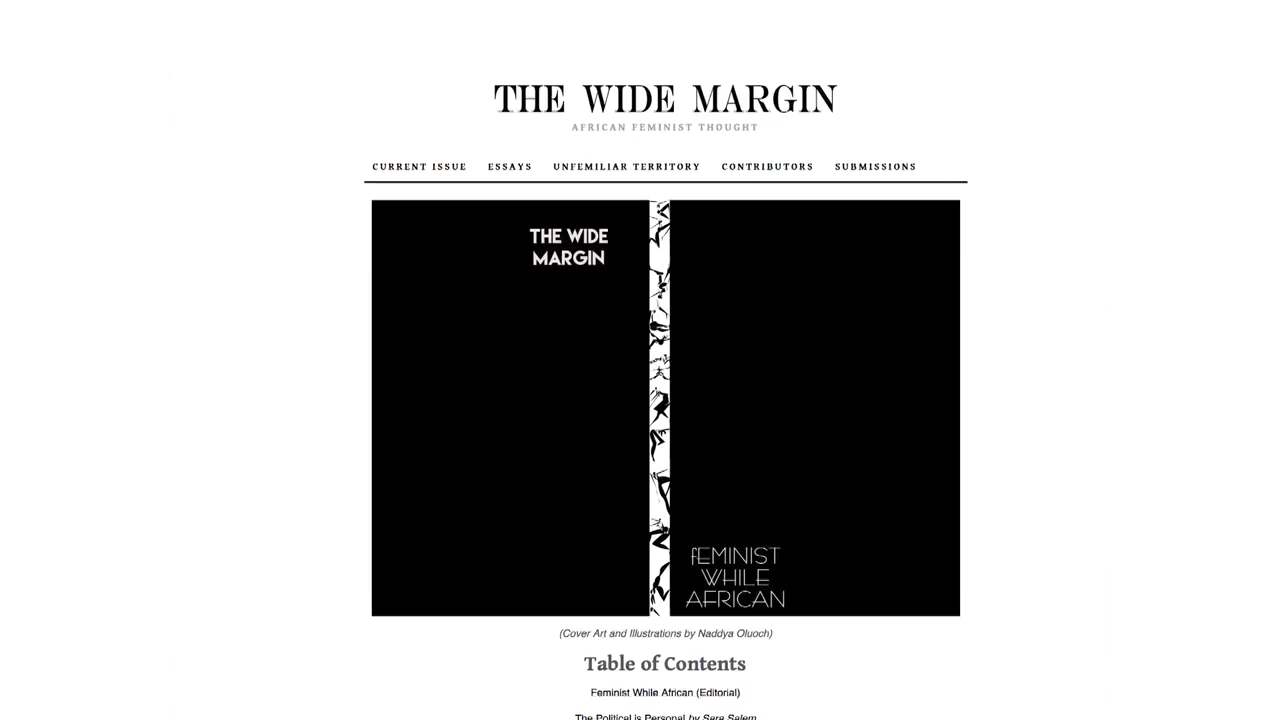 THE WIDE MARGIN
AFRICAN FEMINIST THOUGHT
CURRENT ISSUE ESSAYS UNFEMILIAR TERRITORY CONTRIBUTORS SUBMISSIONS
THE WIDE
MARGIN
fEMINIST
WHILE
AFRICAN
(Cover Art and Illustrations by Naddya Oluoch)
Table of Contents
Feminist While African (Editorial)
The Political is Personal by Sara Salem